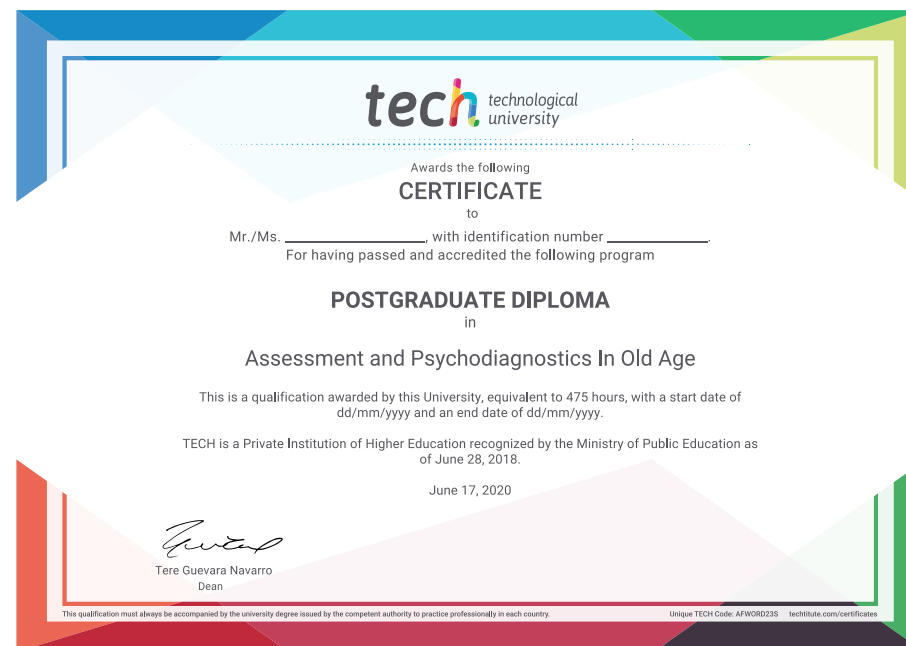 tech technological
university
Awards the following
CERTIFICATE
to
Mr./Ms. ____________________, with identification number ______________.
For having passed and accredited the following program
POSTGRADUATE DIPLOMA
in
Assessment and Psychodiagnostics In Old Age
This is a qualification awarded by this University, equivalent to 475 hours, with a start date of
dd/mm/yyyy and an end date of dd/mm/yyyy.
TECH is a Private Institution of Higher Education recognized by the Ministry of Public Education as
of June 28, 2018.
June 17, 2020
Tere Guevara Navarro
Dean
This qualification must always be accompanied by the university degree issued by the competent authority to practice professionally in each country.
Unique TECH Code: AFWORD23S techtitute.com/certificates